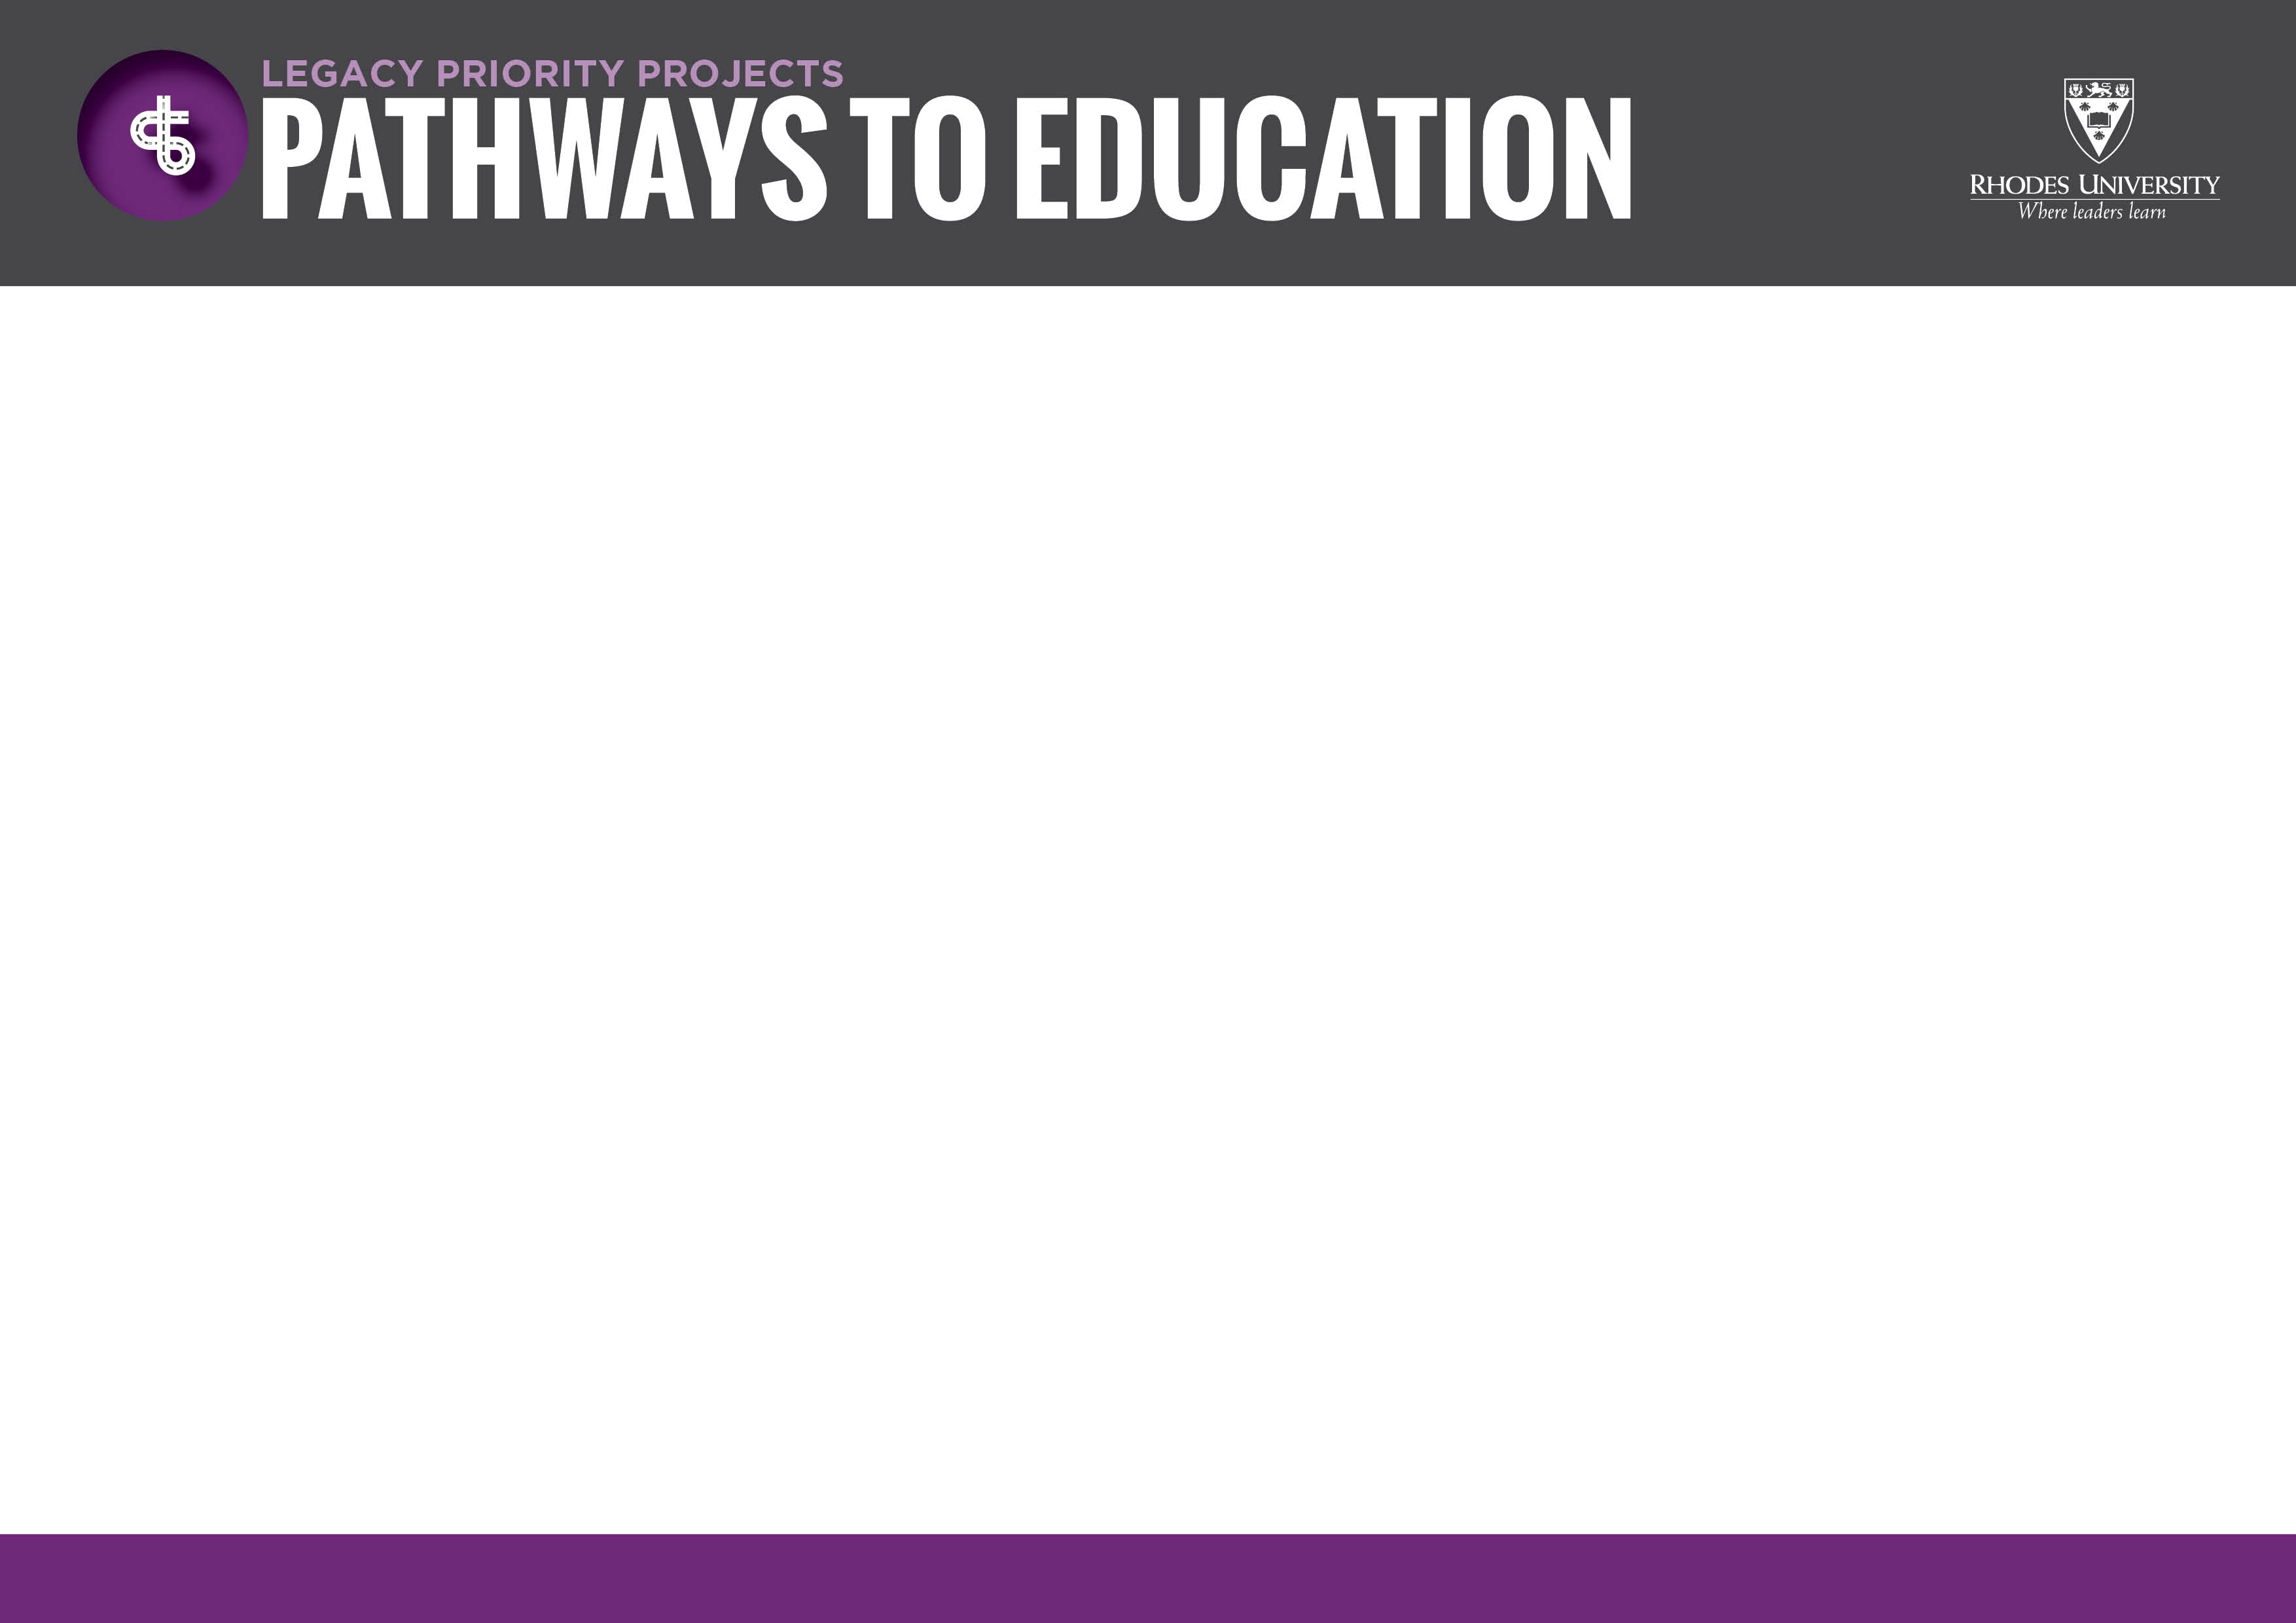 LEGACY PRIORITY PROJECTS
PATHWAYS TO EDUCATION
RHODES UNIVERSITY
Where leaders learn